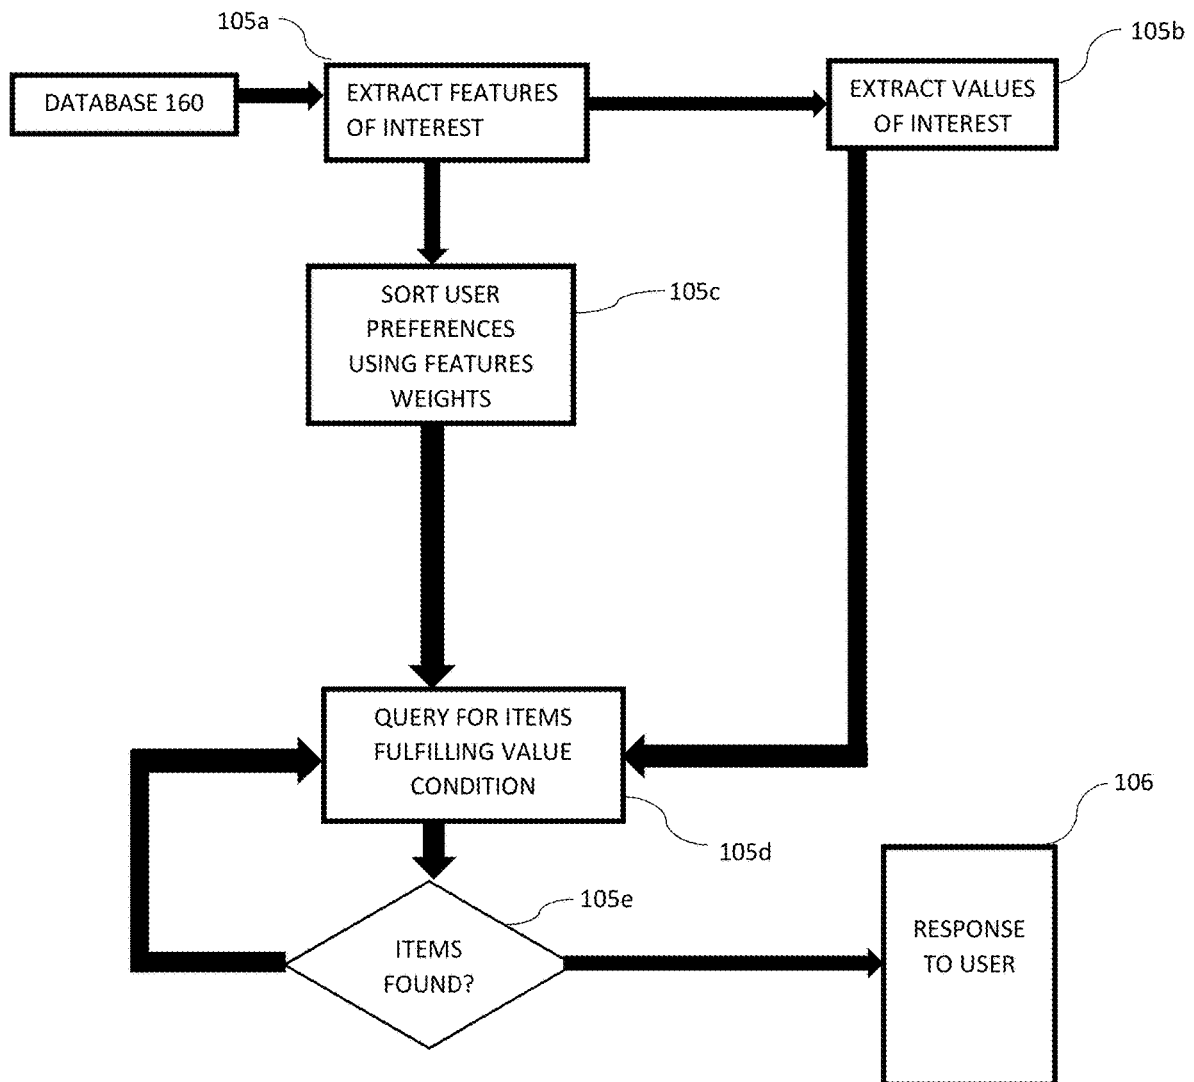 105a
105b
DATABASE 160
EXTRACT FEATURES
OF INTEREST
EXTRACT VALUES
OF INTEREST
SORT USER
PREFERENCES
USING FEATURES
WEIGHTS
105c
QUERY FOR ITEMS
FULFILLING VALUE
CONDITION
105d
106
105e
ITEMS
FOUND?
RESPONSE
TO USER